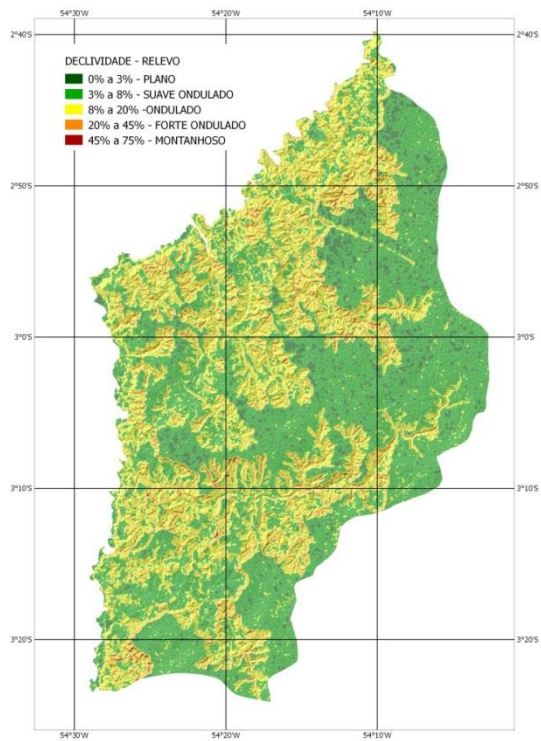 54°30'W 54°20'W 54°10'W
2°40'S 2°40'S
DECLIVIDADE - RELEVO
0% a 3% - PLANO
3% a 8% - SUAVE ONDULADO
8% a 20% -ONDULADO
20% a 45% - FORTE ONDULADO
45% a 75% - MONTANHOSO
2°50'S 2°50'S
3°0'S 3°0'S
3°10'S 3°10'S
3°20'S 3°20'S
54°30'W 54°20'W 54°10'W